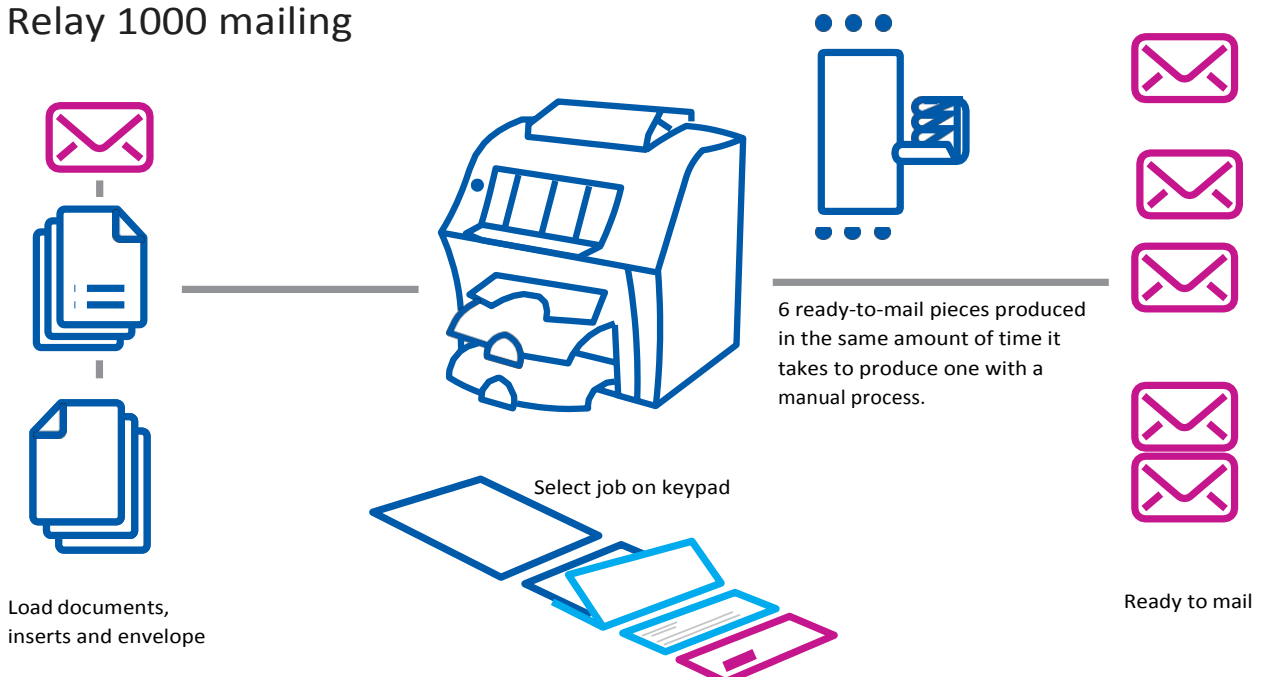 Relay 1000 mailing
6 ready-to-mail pieces produced
in the same amount of time it
takes to produce one with a
manual process.
Select job on keypad
Load documents,
inserts and envelope
Ready to mail